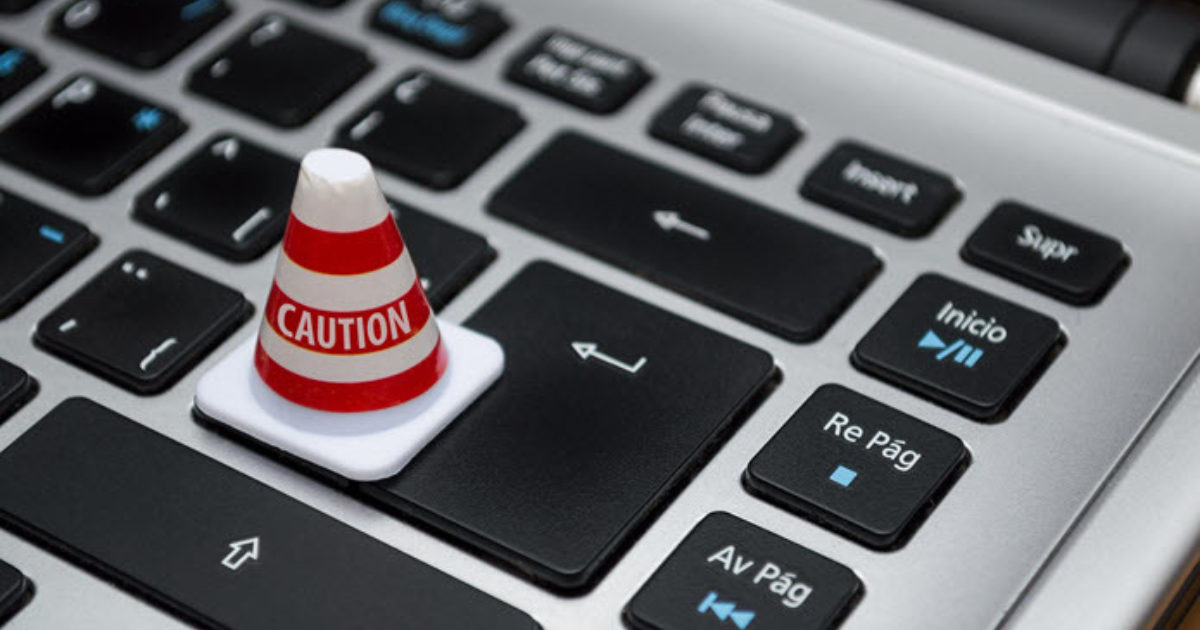 P
*
Insert
Supr
CAUTION
Inicio
Re Pág
Av Pág